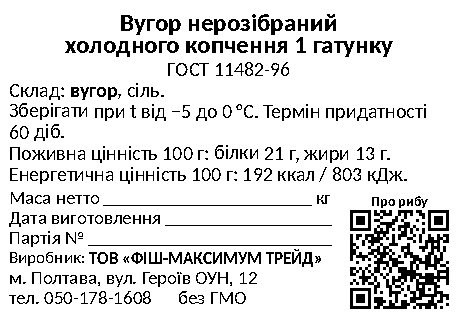 Вугор нерозібраний
холодного копчення 1 гатунку
ГОСТ 11482-96
Склад: вугор, сіль.
Зберігати при t від −5 до 0 °С. Термін придатності
60 діб.
Поживна цінність 100 г: білки 21 г, жири 13 г.
Енергетична цінність 100 г: 192 ккал / 803 кДж.
Маса нетто ______________________ кг
Дата виготовлення _________________
Партія № _________________________
Про рибу
Виробник: ТОВ «ФІШ-МАКСИМУМ ТРЕЙД»
м. Полтава, вул. Героїв ОУН, 12
тел. 050-178-1608 без ГМО